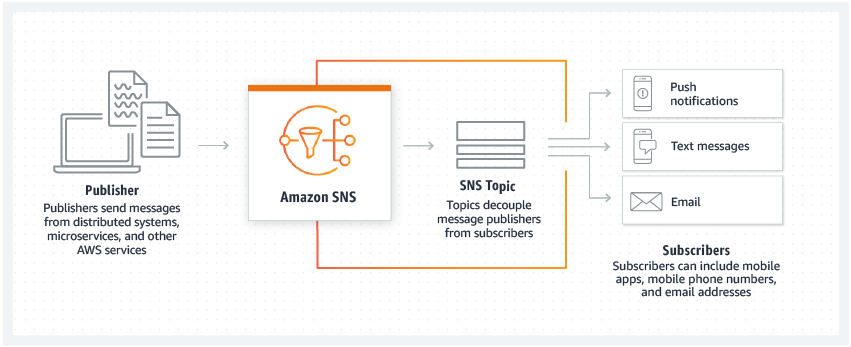 Publisher
Publishers send messages
from distributed systems,
microservices, and other
AWS services
Amazon SNS
SNS Topic
Topics decouple
message publishers
from subscribers
Push
notifications
Text messages
Email
Subscribers
Subscribers can include mobile
apps, mobile phone numbers,
and email addresses